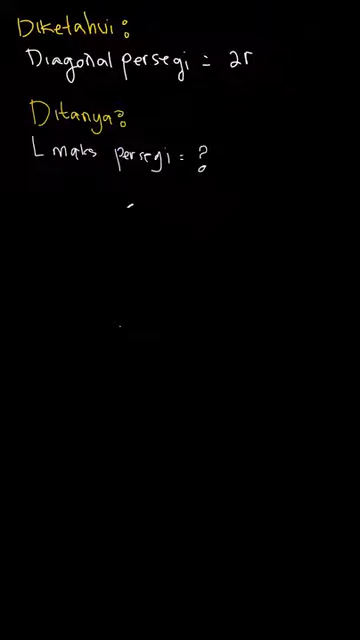 Diketahui:
Diagonal persegi = 2r
Ditanya:
L maks persegi = ?